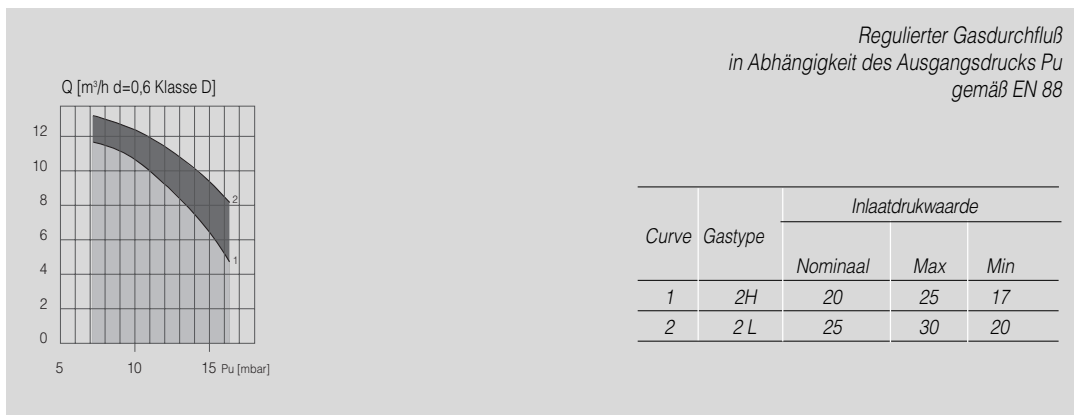 Regulierter Gasdurchfluß
in Abhängigkeit des Ausgangsdrucks Pu
gemäß EN 88
Q [m³/h d=0,6 Klasse D]
12
10
8
6
4
2
0
2
1
5 10 15 Pu [mbar]
Inlaatdrukwaarde
Curve Gastype
Nominaal Max Min
1 2H 20 25 17
2 2 L 25 30 20